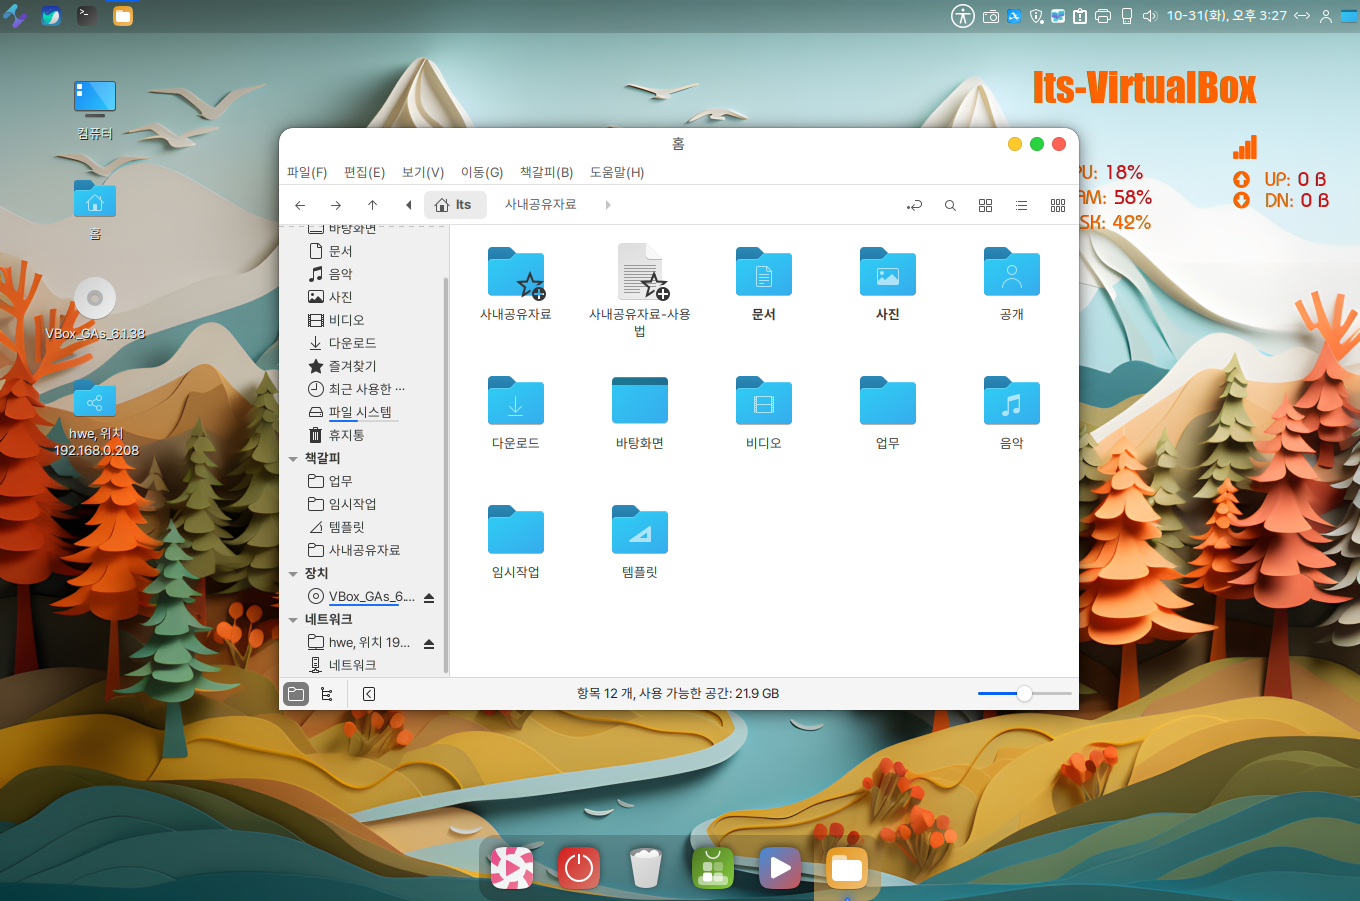 10-31(화), 오후 3:27
Its-VirtualBox
컴퓨터
홈
VBox_GAs_6.1.38
hwe, 위치
192.168.0.208
PU: 18%
AM: 58%
SK: 42%
UP: 0 B
DN: 0 B
홈
파일(F) 편집(E) 보기(V) 이동(G) 책갈피(B) 도움말(H)
lts 사내공유자료
바탕화면
문서
음악
사진
비디오
다운로드
즐겨찾기
최근 사용한 ···
파일 시스템
휴지통
책갈피
업무
임시작업
템플릿
사내공유자료
장치
VBox_GAs_6....
네트워크
hwe, 위치 19...
네트워크
사내공유자료
사내공유자료-사용
법
문서
사진
공개
다운로드
바탕화면
비디오
업무
음악
임시작업
템플릿
항목 12 개, 사용 가능한 공간: 21.9 GB